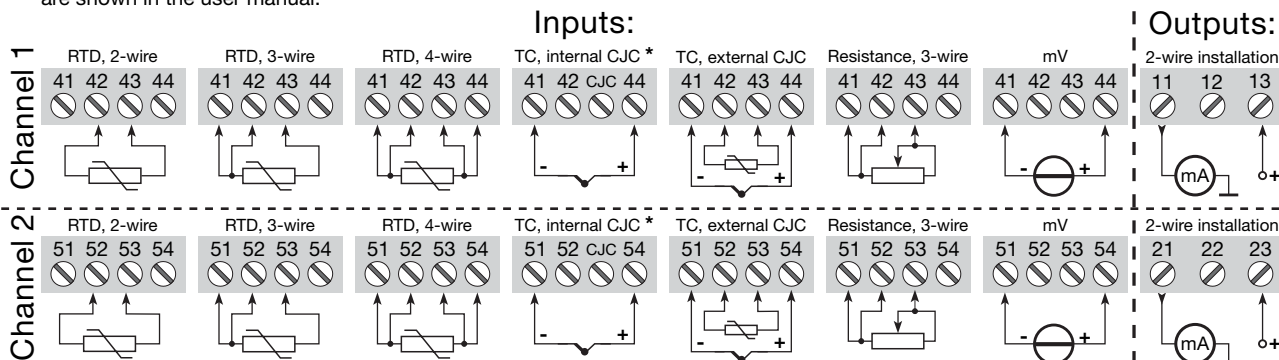 are shown in the user manual.
Inputs:
Outputs:
Channel 1
RTD, 2-wire
RTD, 3-wire
RTD, 4-wire
TC, internal CJC *
TC, external CJC
Resistance, 3-wire
mV
2-wire installation
41 42 43 44
41 42 43 44
41 42 43 44
41 42 CJC 44
41 42 43 44
41 42 43 44
41 42 43 44
11 12 13
- +
- +
- +
mA
+
Channel 2
RTD, 2-wire
RTD, 3-wire
RTD, 4-wire
TC, internal CJC *
TC, external CJC
Resistance, 3-wire
mV
2-wire installation
51 52 53 54
51 52 53 54
51 52 53 54
51 52 CJC 54
51 52 53 54
51 52 53 54
51 52 53 54
21 22 23
- +
- +
- +
mA
+